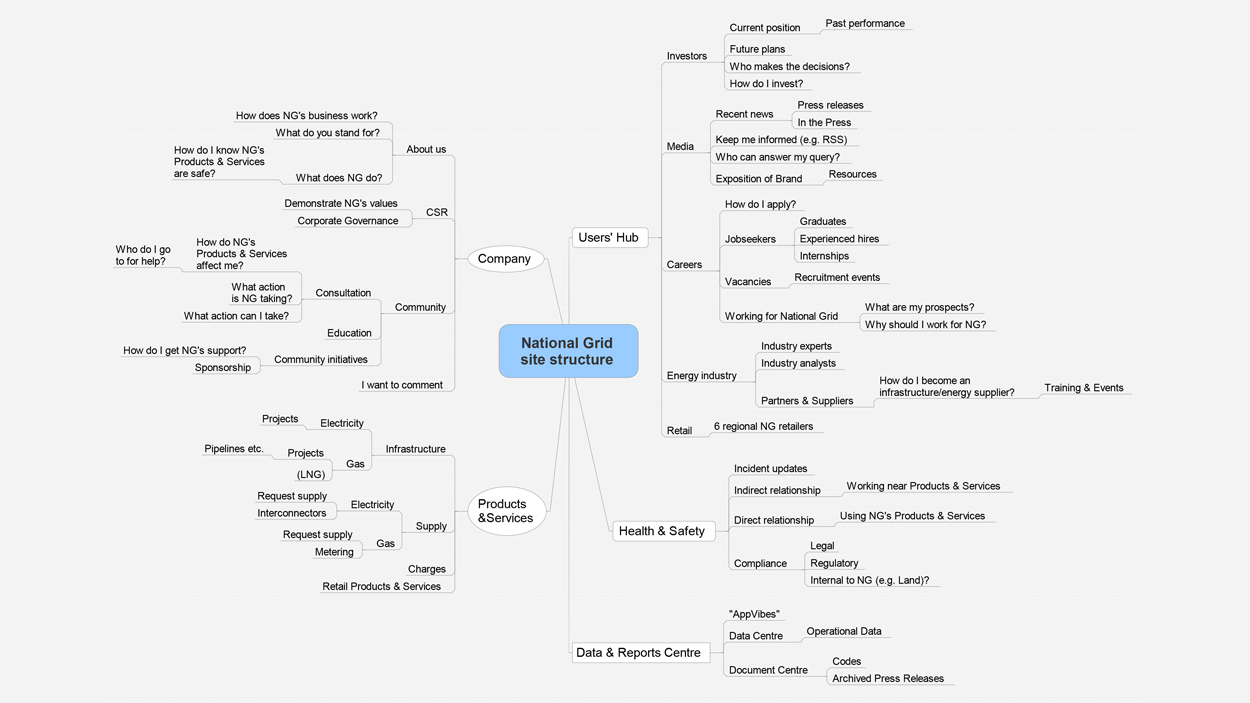 National Grid
site structure
Company
About us
How does NG's business work?
What do you stand for?
What does NG do?
How do I know NG's
Products & Services
are safe?
CSR
Demonstrate NG's values
Corporate Governance
Community
Consultation
How do NG's
Products & Services
affect me?
Who do I go
to for help?
What action
is NG taking?
What action can I take?
Education
Community initiatives
How do I get NG's support?
Sponsorship
I want to comment
Products
&Services
Infrastructure
Electricity
Projects
Gas
Projects
Pipelines etc.
(LNG)
Supply
Electricity
Request supply
Interconnectors
Gas
Request supply
Metering
Charges
Retail Products & Services
Users' Hub
Investors
Current position
Past performance
Future plans
Who makes the decisions?
How do I invest?
Media
Recent news
Press releases
In the Press
Keep me informed (e.g. RSS)
Who can answer my query?
Exposition of Brand
Resources
Careers
How do I apply?
Jobseekers
Graduates
Experienced hires
Internships
Vacancies
Recruitment events
Working for National Grid
What are my prospects?
Why should I work for NG?
Energy industry
Industry experts
Industry analysts
Partners & Suppliers
How do I become an
infrastructure/energy supplier?
Training & Events
Retail
6 regional NG retailers
Health & Safety
Incident updates
Indirect relationship
Working near Products & Services
Direct relationship
Using NG's Products & Services
Compliance
Legal
Regulatory
Internal to NG (e.g. Land)?
Data & Reports Centre
"AppVibes"
Data Centre
Operational Data
Document Centre
Codes
Archived Press Releases